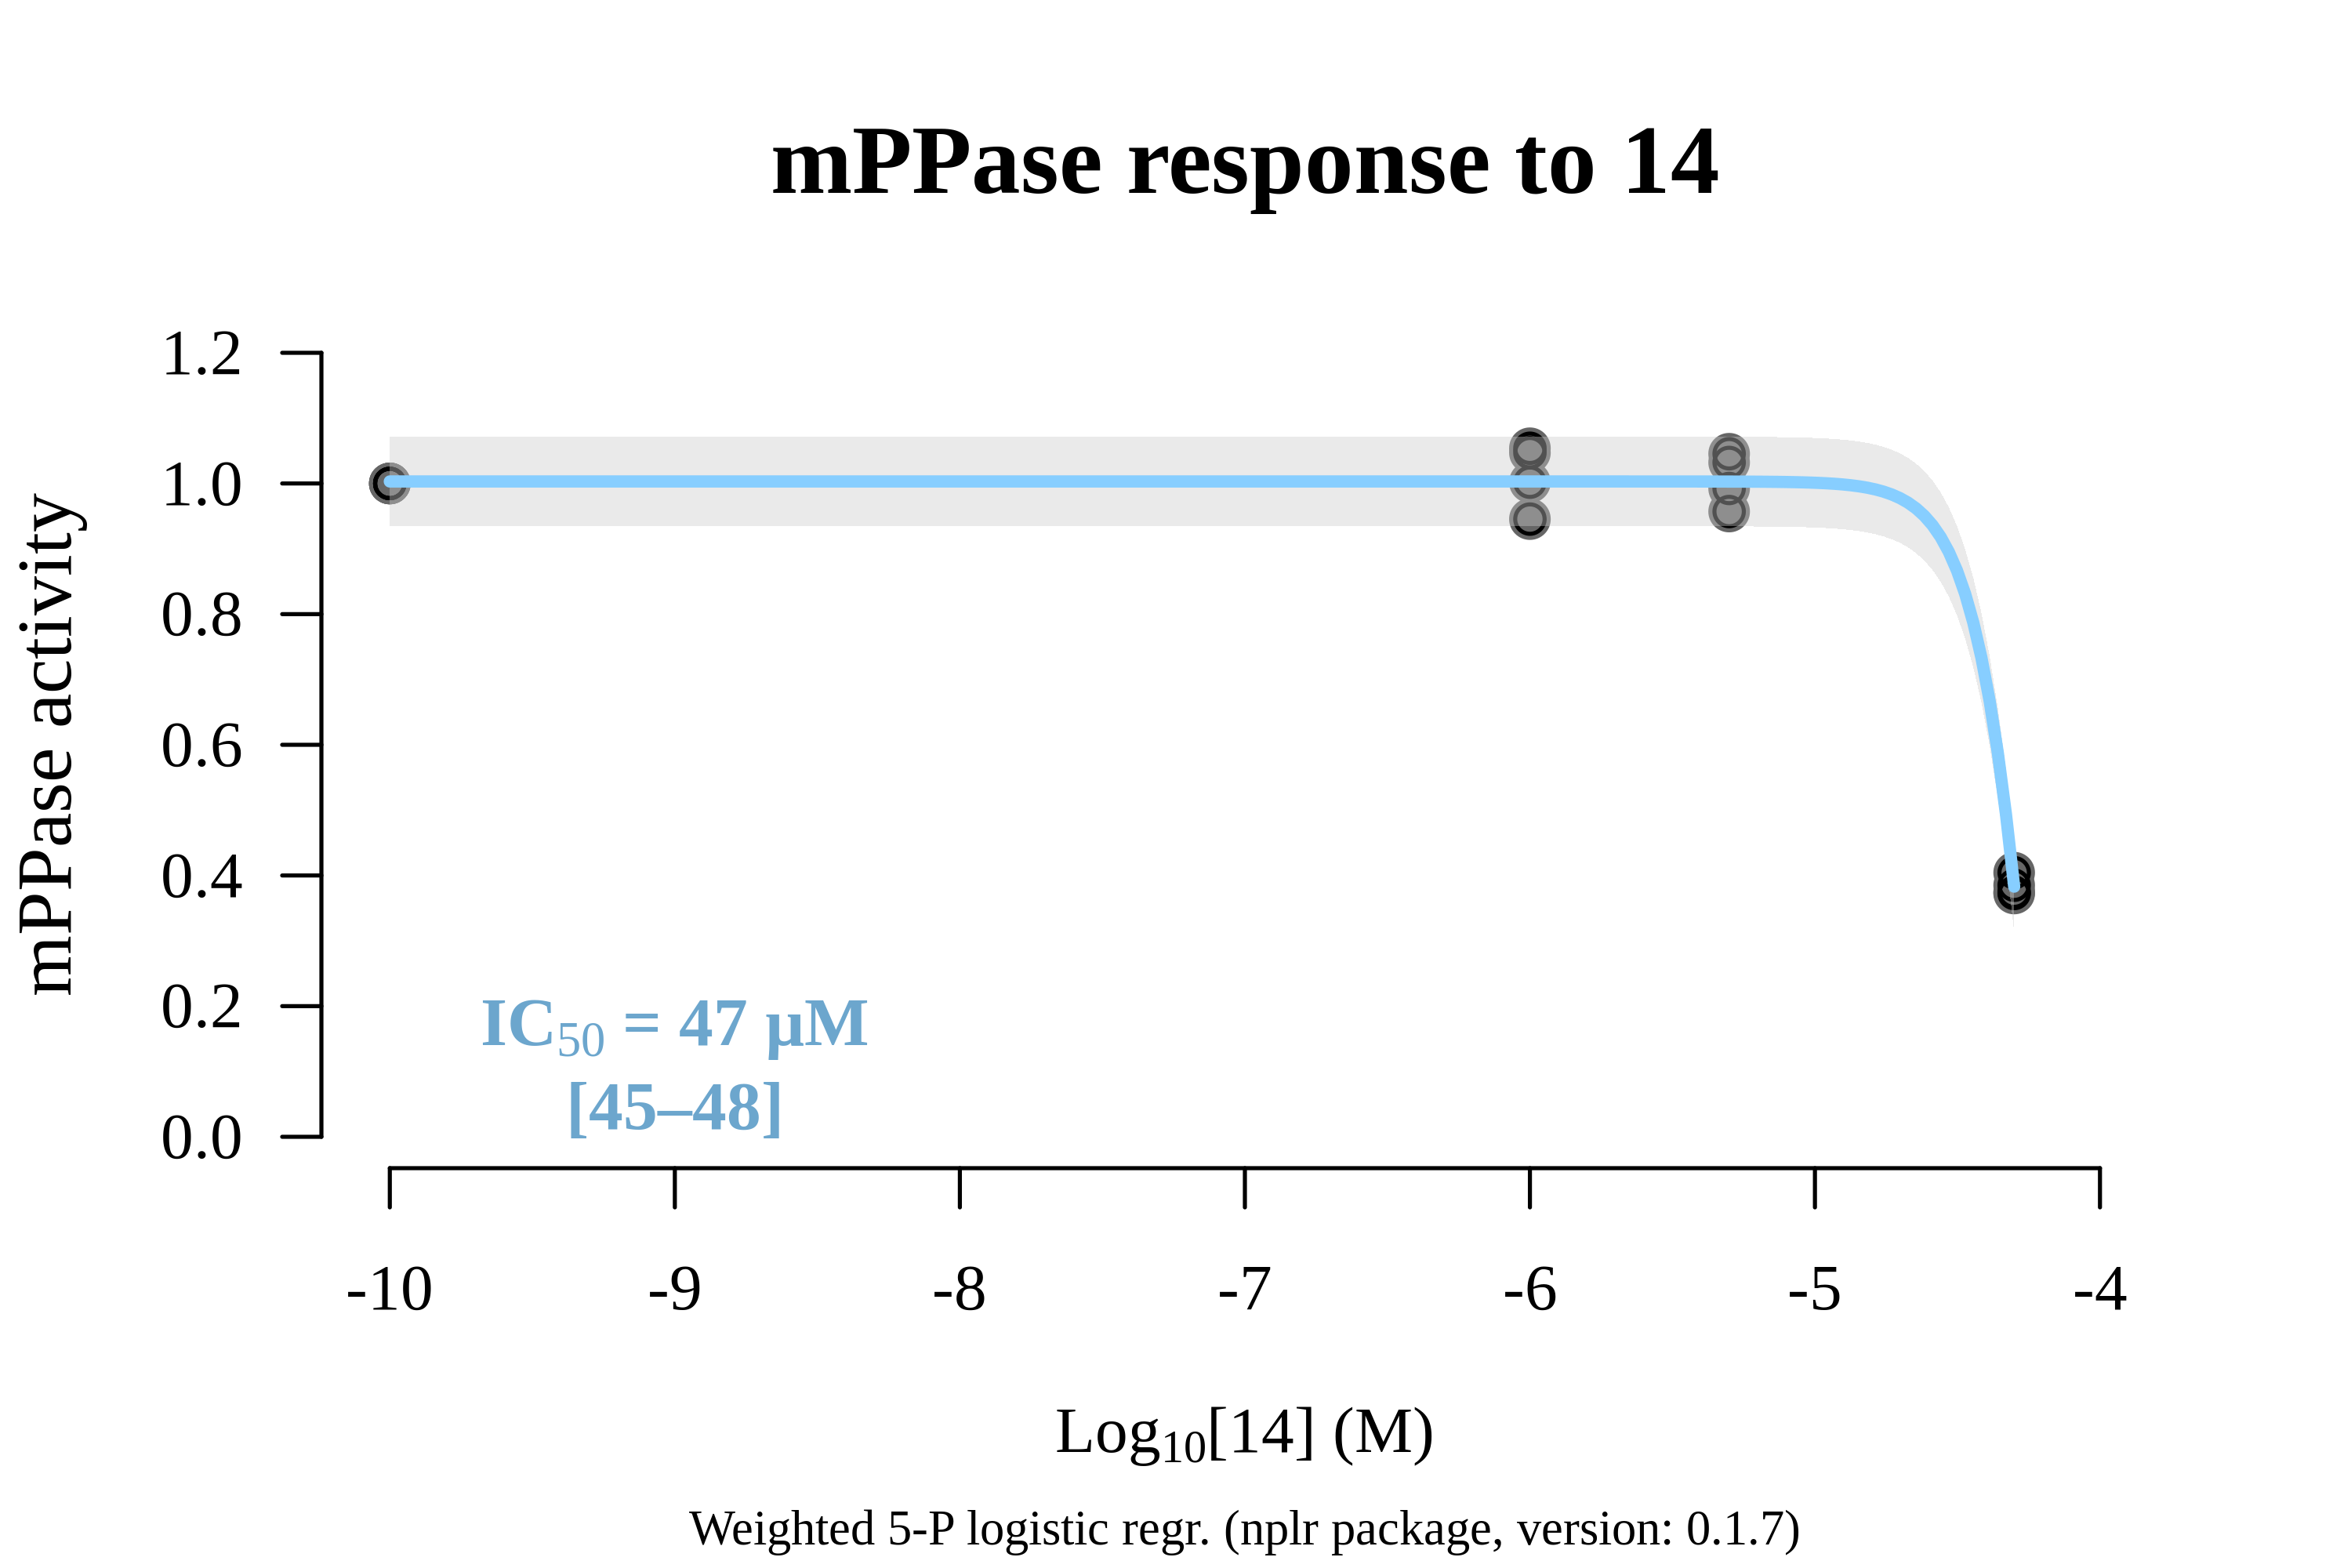 mPPase response to 14
mPPase activity
1.2
1.0
0.8
0.6
0.4
0.2
0.0
IC50 = 47 µM
[45–48]
-10 -9 -8 -7 -6 -5 -4
Log10[14] (M)
Weighted 5-P logistic regr. (nplr package, version: 0.1.7)